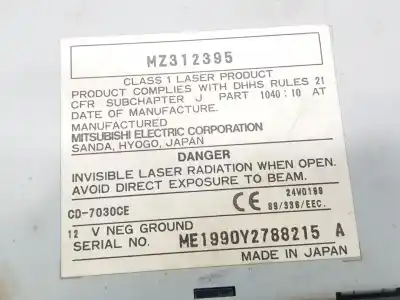 MZ312395
CLASS 1 LASER PRODUCT
PRODUCT COMPLIES WITH DHHS RULES 21
CFR SUBCHAPTER J PART 1040:10 AT
DATE OF MANUFACTURE.
MANUFACTURED
MITSUBISHI ELECTRIC CORPORATION
SANDA, HYOGO, JAPAN
DANGER
INVISIBLE LASER RADIATION WHEN OPEN.
AVOID DIRECT EXPOSURE TO BEAM.
CD-7030CE CE 24V0198
89/336/EEC.
12 V NEG GROUND
SERIAL NO. ME1990Y2788215 A
MADE IN JAPAN